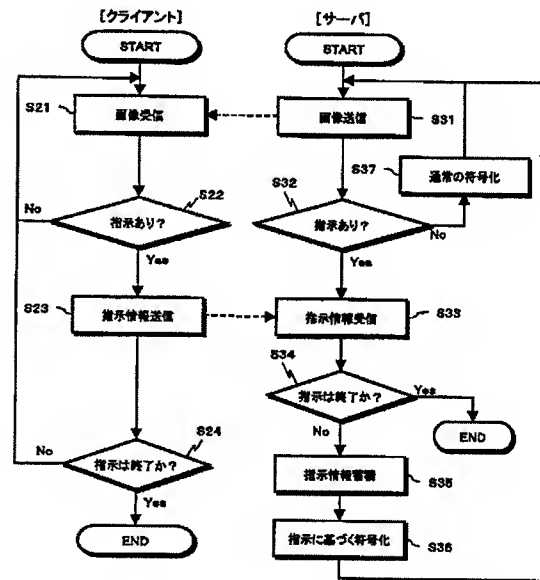 [クライアント]
START
S21
画像受信
S22
指示あり?
No
Yes
S23
指示情報送信
S24
指示は終了か?
No
Yes
END
[サーバ]
START
画像送信
S31
S37
通常の符号化
S32
指示あり?
No
Yes
指示情報受信
S33
S34
指示は終了か?
Yes
No
END
指示情報蓄積
S35
指示に基づく符号化
S36